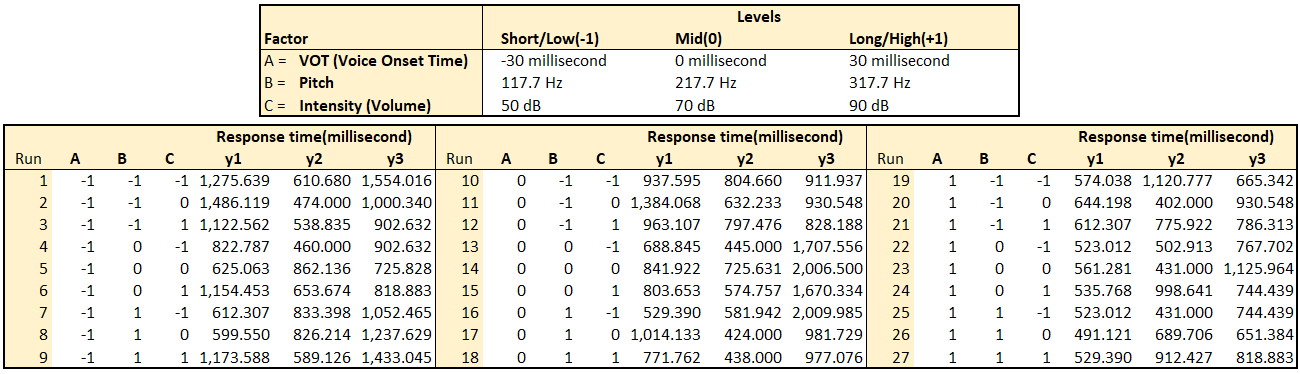 Levels
Factor Short/Low(-1) Mid(0) Long/High(+1)
A = VOT (Voice Onset Time) -30 millisecond 0 millisecond 30 millisecond
B = Pitch 117.7 Hz 217.7 Hz 317.7 Hz
C = Intensity (Volume) 50 dB 70 dB 90 dB
Response time(millisecond) Response time(millisecond) Response time(millisecond)
Run A B C y1 y2 y3 Run A B C y1 y2 y3 Run A B C y1 y2 y3
1 -1 -1 -1 1,275.639 610.680 1,554.016 10 0 -1 -1 937.595 804.660 911.937 19 1 -1 -1 574.038 1,120.777 665.342
2 -1 -1 0 1,486.119 474.000 1,000.340 11 0 -1 0 1,384.068 632.233 930.548 20 1 -1 0 644.198 402.000 930.548
3 -1 -1 1 1,122.562 538.835 902.632 12 0 -1 1 963.107 797.476 828.188 21 1 -1 1 612.307 775.922 786.313
4 -1 0 -1 822.787 460.000 902.632 13 0 0 -1 688.845 445.000 1,707.556 22 1 0 -1 523.012 502.913 767.702
5 -1 0 0 625.063 862.136 725.828 14 0 0 0 841.922 725.631 2,006.500 23 1 0 0 561.281 431.000 1,125.964
6 -1 0 1 1,154.453 653.674 818.883 15 0 0 1 803.653 574.757 1,670.334 24 1 0 1 535.768 998.641 744.439
7 -1 1 -1 612.307 833.398 1,052.465 16 0 1 -1 529.390 581.942 2,009.985 25 1 1 -1 523.012 431.000 744.439
8 -1 1 0 599.550 826.214 1,237.629 17 0 1 0 1,014.133 424.000 981.729 26 1 1 0 491.121 689.706 651.384
9 -1 1 1 1,173.588 589.126 1,433.045 18 0 1 1 771.762 438.000 977.076 27 1 1 1 529.390 912.427 818.883